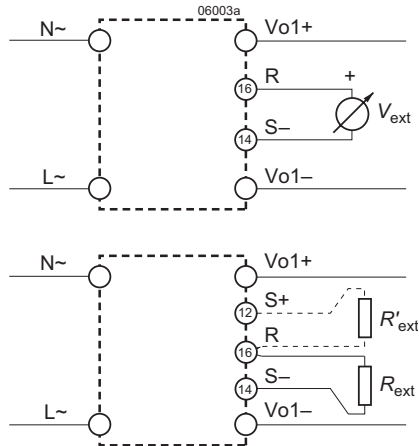 06003a
N~
Vo1+
R
+
16
Vext
S–
14
L~
Vo1–
N~
Vo1+
S+
12
R'ext
R
16
S–
Rext
14
L~
Vo1–